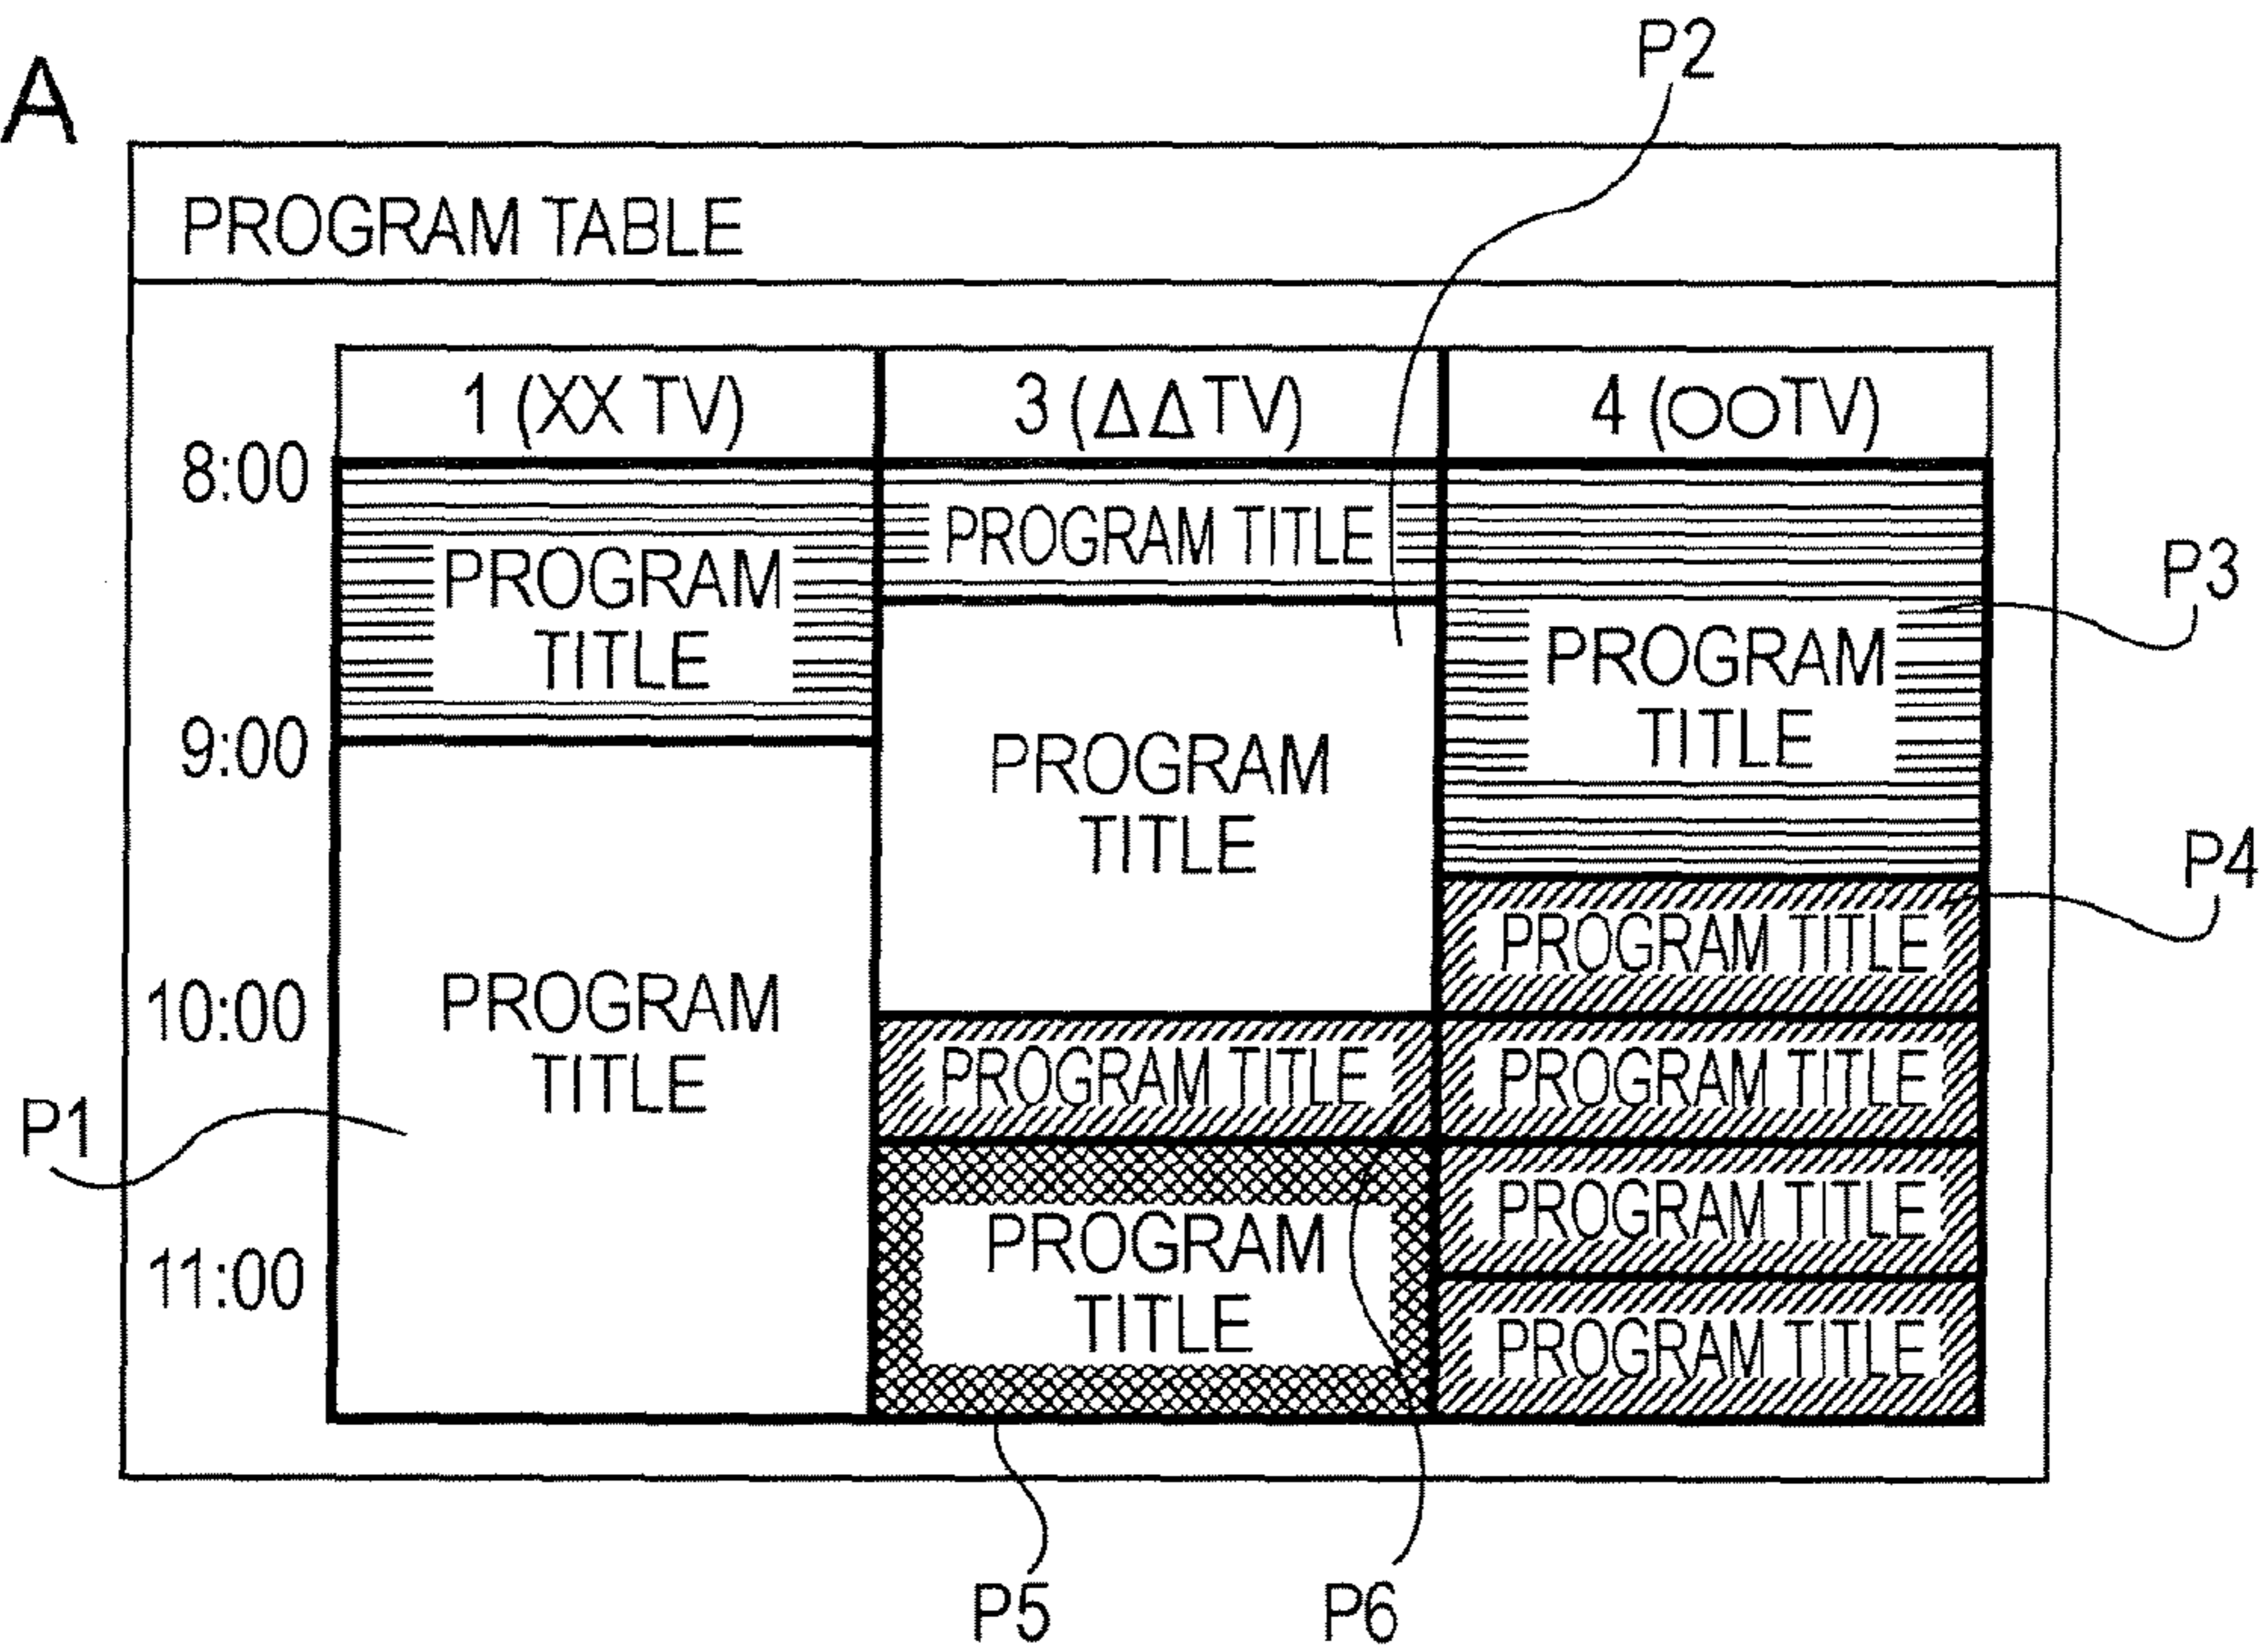 A
P2
PROGRAM TABLE
1 (XX TV)
3 (ΔΔTV)
4 (○○TV)
8:00
PROGRAM
TITLE
PROGRAM TITLE
PROGRAM
TITLE
P3
9:00
PROGRAM
TITLE
P4
PROGRAM TITLE
10:00
PROGRAM
TITLE
PROGRAM TITLE
PROGRAM TITLE
P1
PROGRAM TITLE
11:00
PROGRAM
TITLE
PROGRAM TITLE
P5
P6